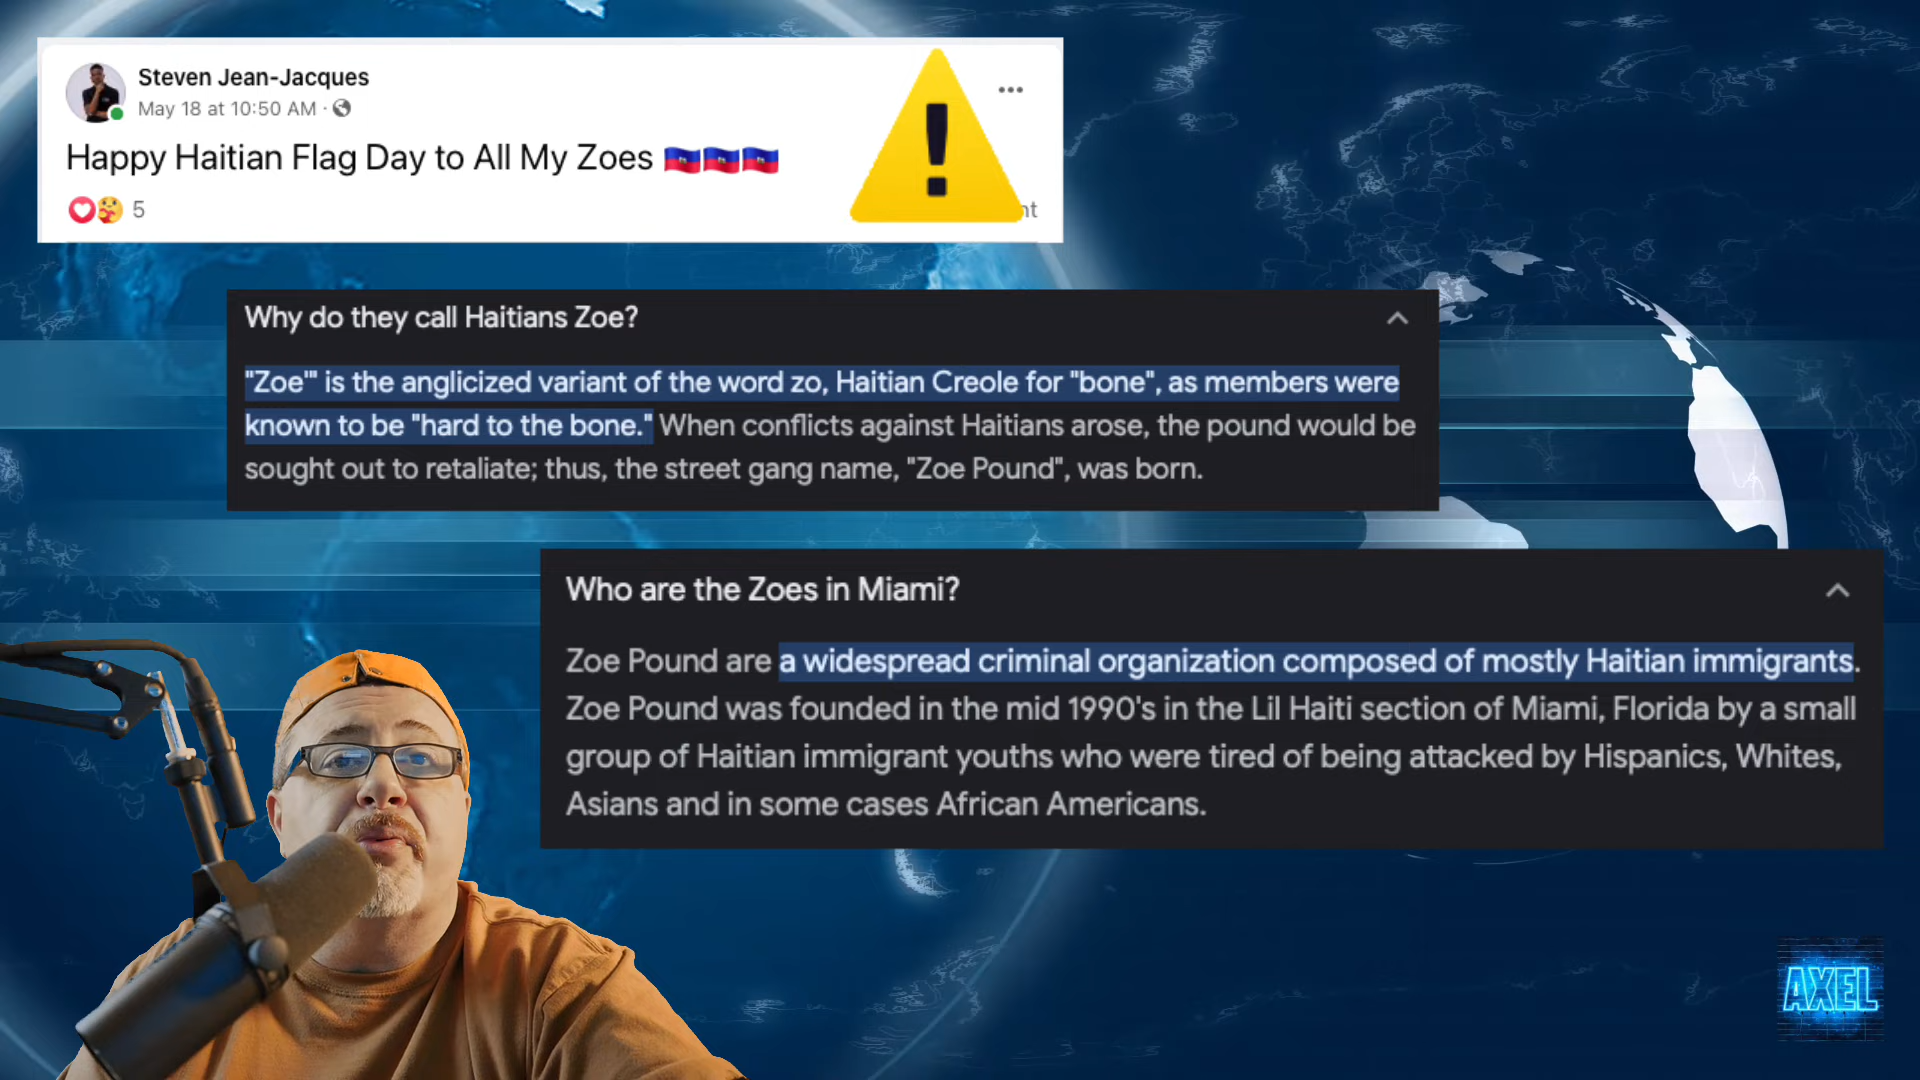 Steven Jean-Jacques
May 18 at 10:50 AM ·
Happy Haitian Flag Day to All My Zoes 🇭🇹🇭🇹🇭🇹
5
nt
Why do they call Haitians Zoe?
"Zoe'" is the anglicized variant of the word zo, Haitian Creole for "bone", as members were
known to be "hard to the bone." When conflicts against Haitians arose, the pound would be
sought out to retaliate; thus, the street gang name, "Zoe Pound", was born.
Who are the Zoes in Miami?
Zoe Pound are a widespread criminal organization composed of mostly Haitian immigrants.
Zoe Pound was founded in the mid 1990's in the Lil Haiti section of Miami, Florida by a small
group of Haitian immigrant youths who were tired of being attacked by Hispanics, Whites,
Asians and in some cases African Americans.
AXEL